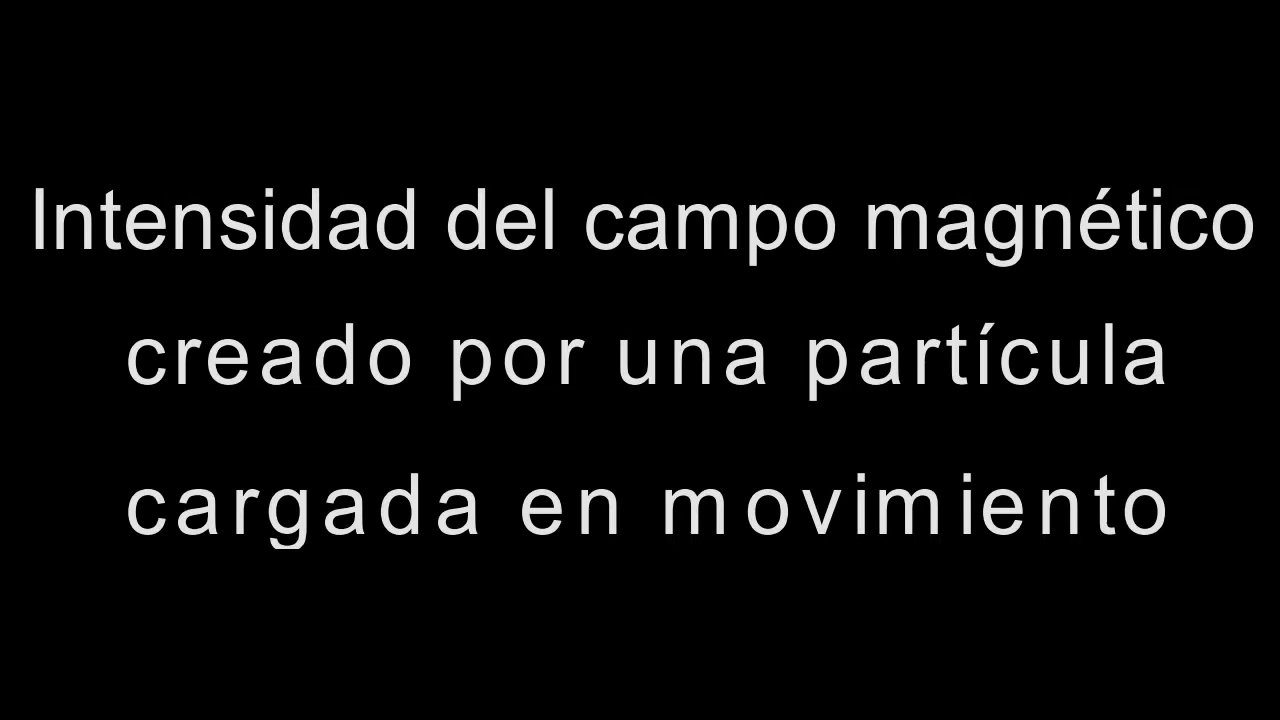 Intensidad del campo magnético
creado por una partícula
cargada en movimiento